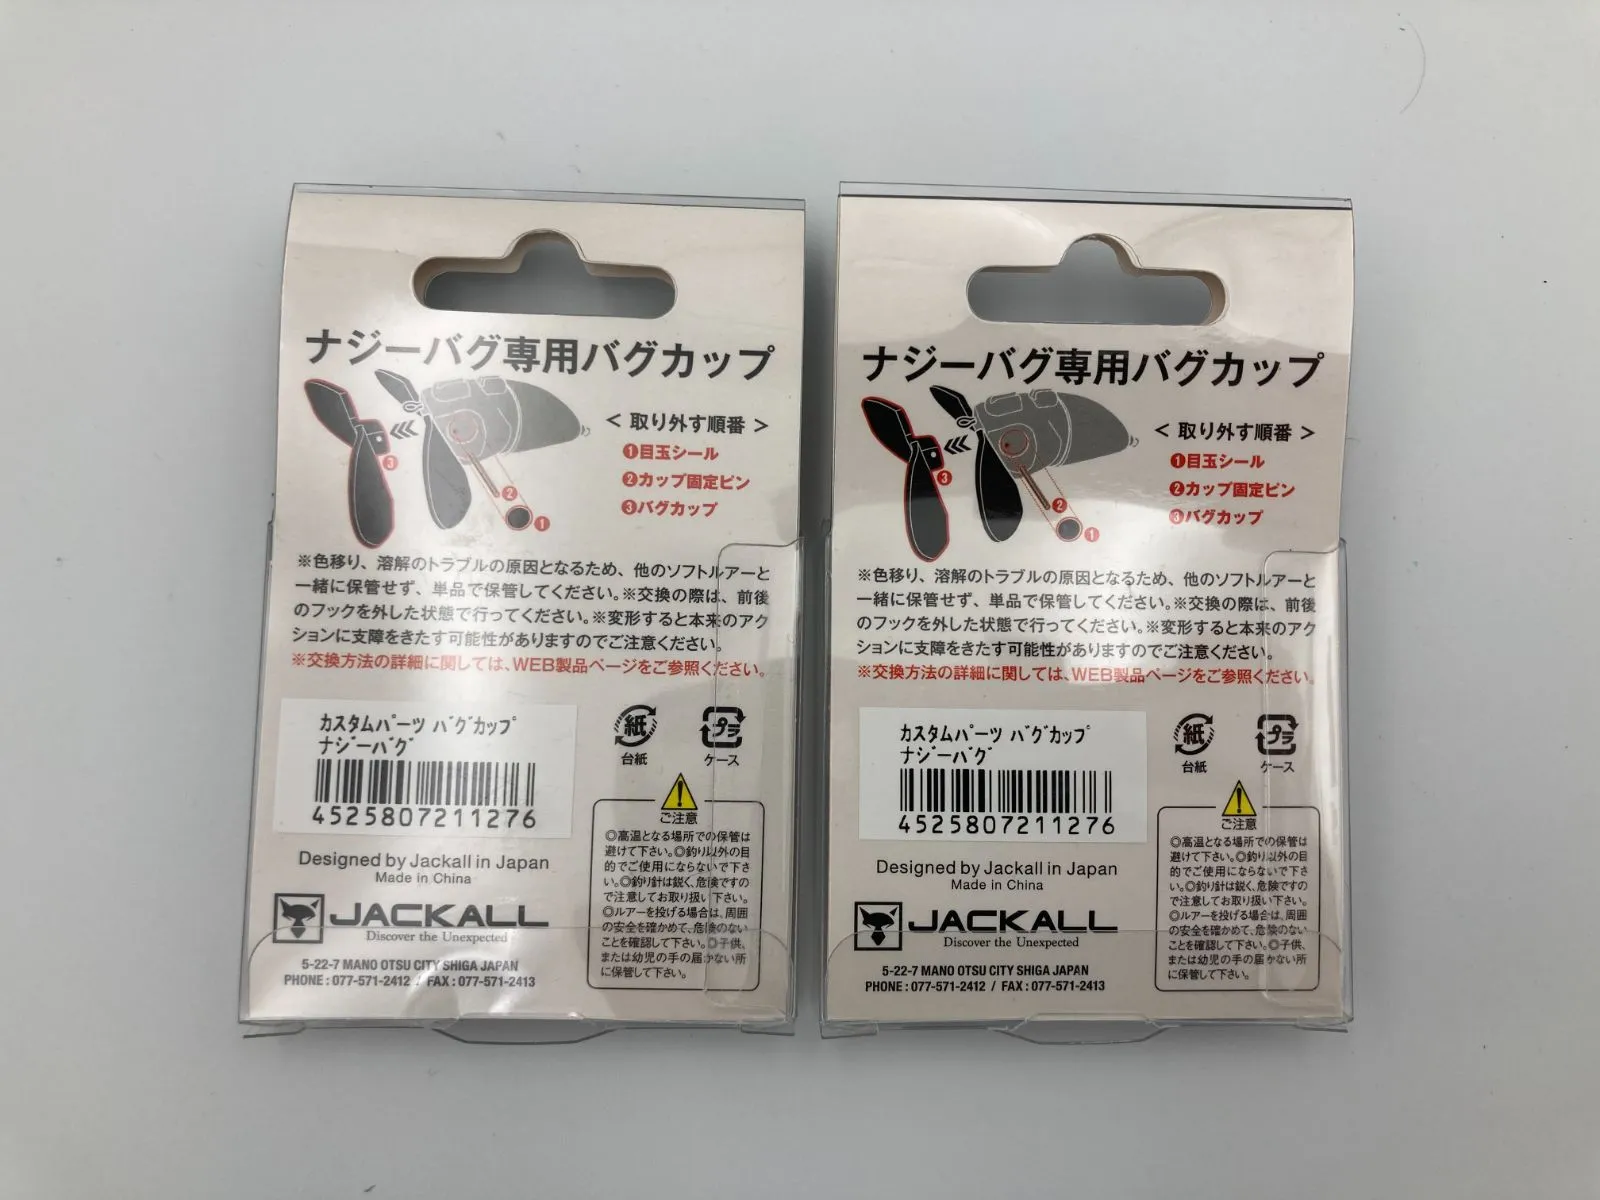 ナジーバグ専用バグカップ
< 取り外す順番 >
❶目玉シール
❷カップ固定ピン
❸バグカップ
❸
❷
❶
※色移り、溶解のトラブルの原因となるため、他のソフトルアーと
一緒に保管せず、単品で保管してください。※交換の際は、前後
のフックを外した状態で行ってください。※変形すると本来のアク
ションに支障をきたす可能性がありますのでご注意ください。
※交換方法の詳細に関しては、WEB製品ページをご参照ください。
カスタムパーツ バグカップ
ナジーバグ
4525807211276
紙
台紙
プラ
ケース
ご注意
◎高温となる場所での保管は
避けて下さい。◎釣り以外の目
的でご使用にならないで下さ
い。◎釣り針は鋭く、危険ですの
で注意してお取り扱い下さい。
◎ルアーを投げる場合は、周囲
の安全を確かめて、危険のない
ことを確認して下さい。◎子供、
または幼児の手の届かない所
に保管して下さい。
Designed by Jackall in Japan
Made in China
JACKALL
Discover the Unexpected
5-22-7 MANO OTSU CITY SHIGA JAPAN
PHONE : 077-571-2412 / FAX : 077-571-2413
ナジーバグ専用バグカップ
< 取り外す順番 >
❶目玉シール
❷カップ固定ピン
❸バグカップ
❸
❷
❶
※色移り、溶解のトラブルの原因となるため、他のソフトルアーと
一緒に保管せず、単品で保管してください。※交換の際は、前後
のフックを外した状態で行ってください。※変形すると本来のアク
ションに支障をきたす可能性がありますのでご注意ください。
※交換方法の詳細に関しては、WEB製品ページをご参照ください。
カスタムパーツ バグカップ
ナジーバグ
4525807211276
紙
台紙
プラ
ケース
ご注意
◎高温となる場所での保管は
避けて下さい。◎釣り以外の目
的でご使用にならないで下さ
い。◎釣り針は鋭く、危険ですの
で注意してお取り扱い下さい。
◎ルアーを投げる場合は、周囲
の安全を確かめて、危険のない
ことを確認して下さい。◎子供、
または幼児の手の届かない所
に保管して下さい。
Designed by Jackall in Japan
Made in China
JACKALL
Discover the Unexpected
5-22-7 MANO OTSU CITY SHIGA JAPAN
PHONE : 077-571-2412 / FAX : 077-571-2413